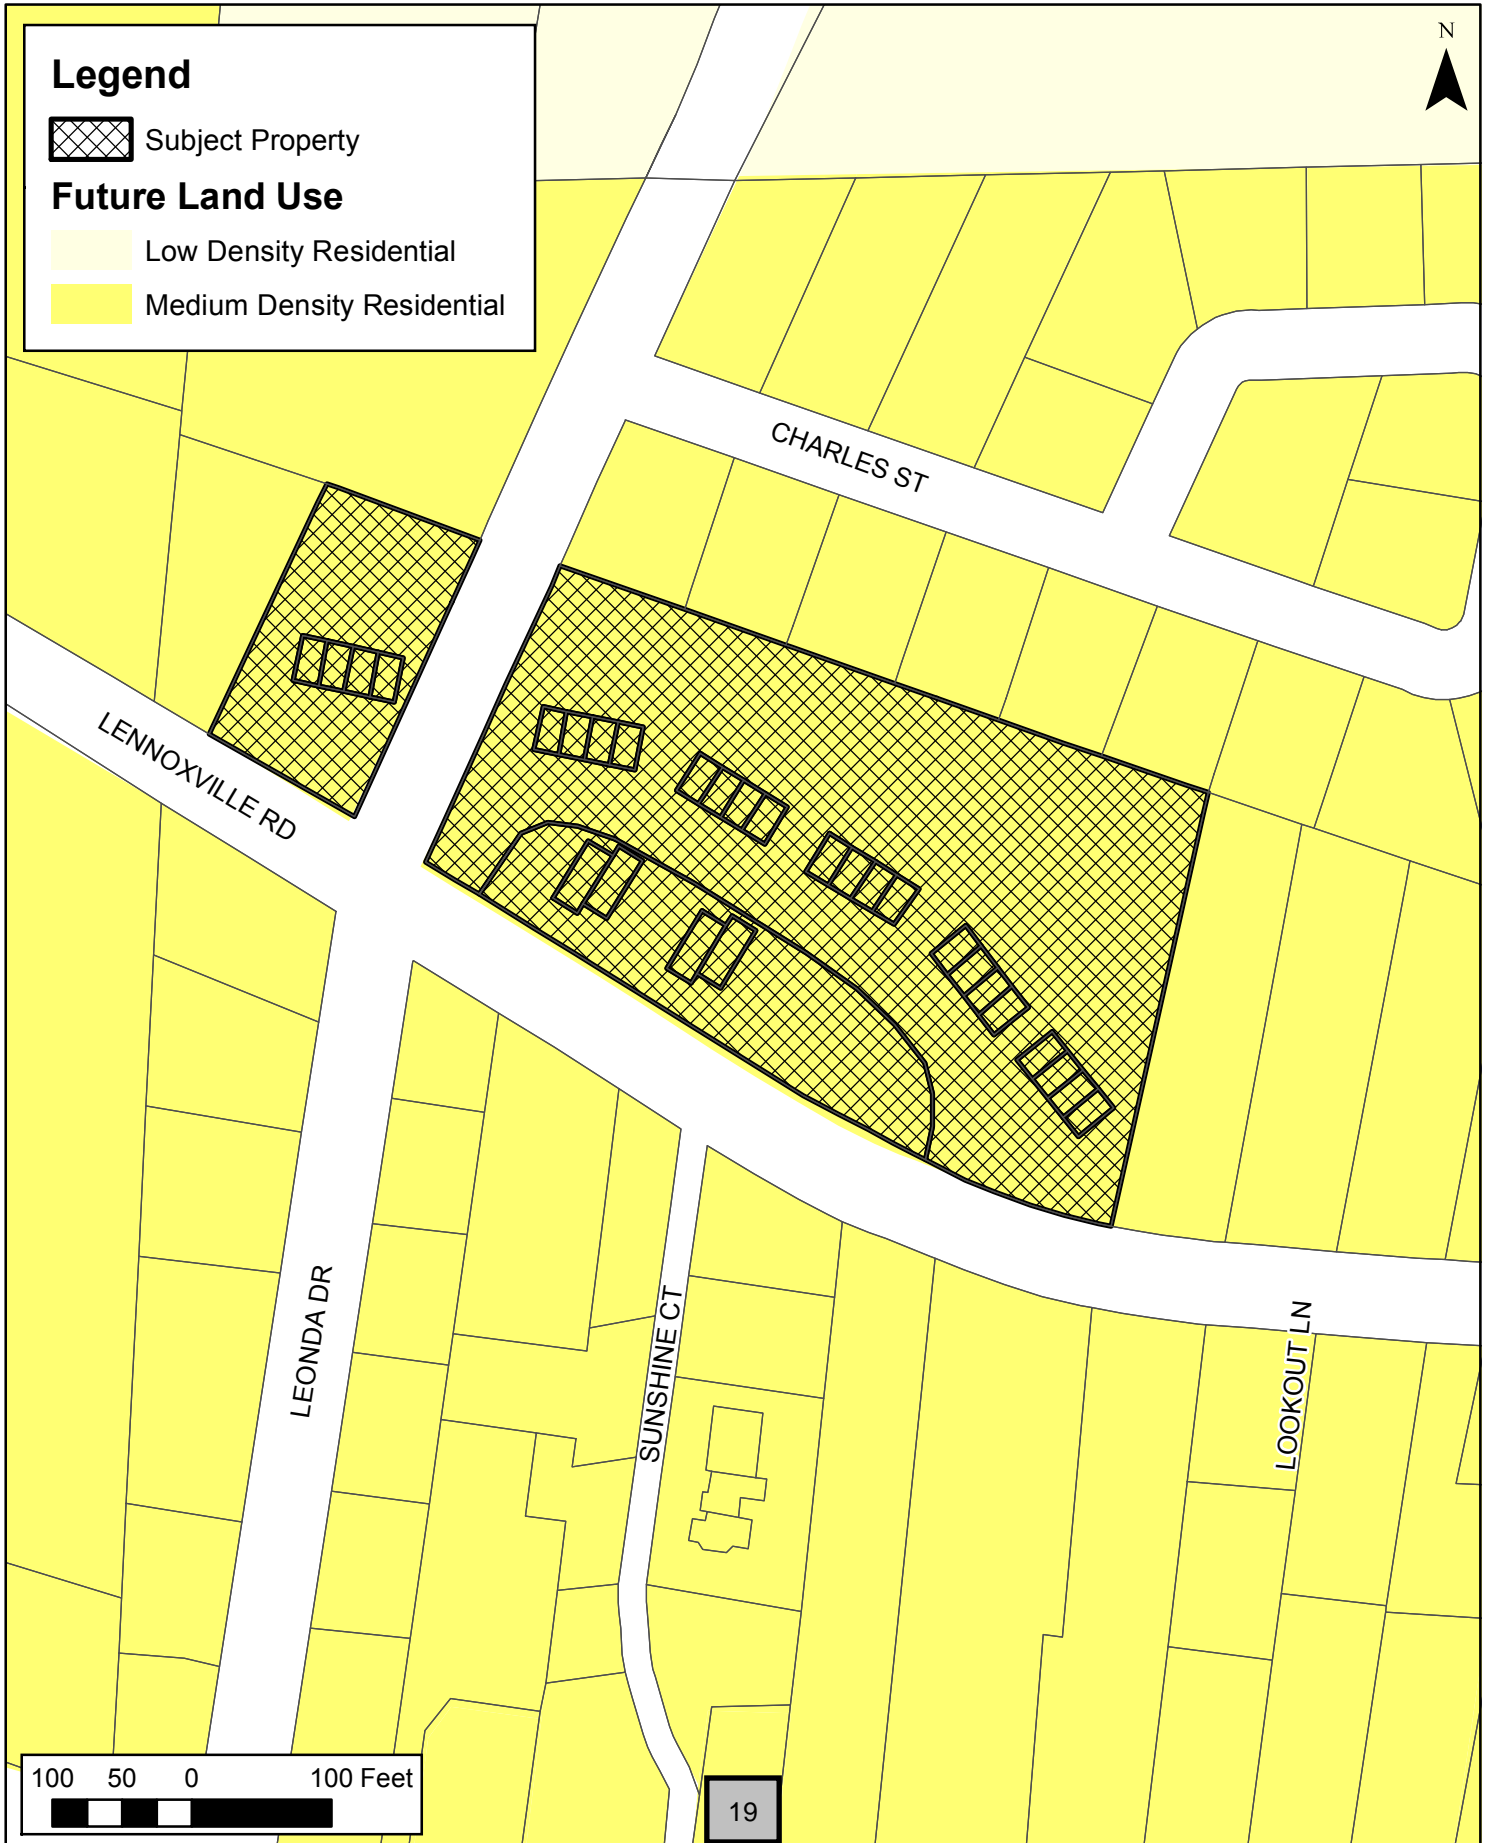 Legend
Subject Property
Future Land Use
Low Density Residential
Medium Density Residential
N
CHARLES ST
LENNOXVILLE RD
LEONDA DR
SUNSHINE CT
LOOKOUT LN
100 50 0 100 Feet
19